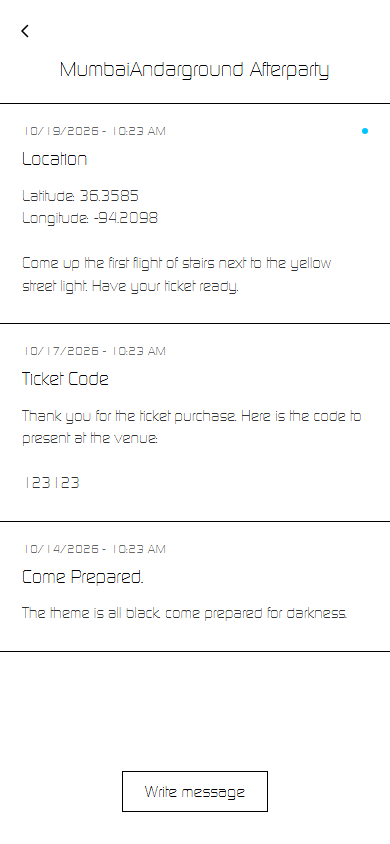 MumbaiAndarground Afterparty
10/19/2026 - 10:23 AM
Location
Latitude: 36.3585
Longitude: -94.2098
Come up the first flight of stairs next to the yellow
street light. Have your ticket ready.
10/17/2026 - 10:23 AM
Ticket Code
Thank you for the ticket purchase. Here is the code to
present at the venue:
123123
10/14/2026 - 10:23 AM
Come Prepared.
The theme is all black, come prepared for darkness.
Write message